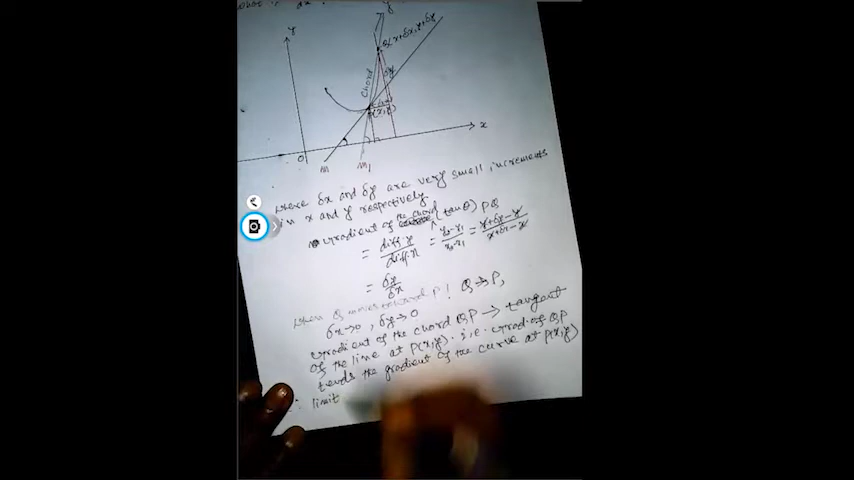 y
y
Q(x+δx, y+δy)
chord
δy
P(x,y)
x
O
m
m₁
where δx and δy are very small increments
in x and y respectively
Gradient of the chord (tanθ) PQ
= diff. y / diff. x = y₂-y₁ / x₂-x₁ = y+δy-y / x+δx-x
= δy / δx
when Q moves toward P! Q→P,
δx→0, δy→0
gradient of the chord QP → tangent
of the line at P(x,y). i.e. grad. of QP
tends the gradient of the curve at P(x,y)
limit